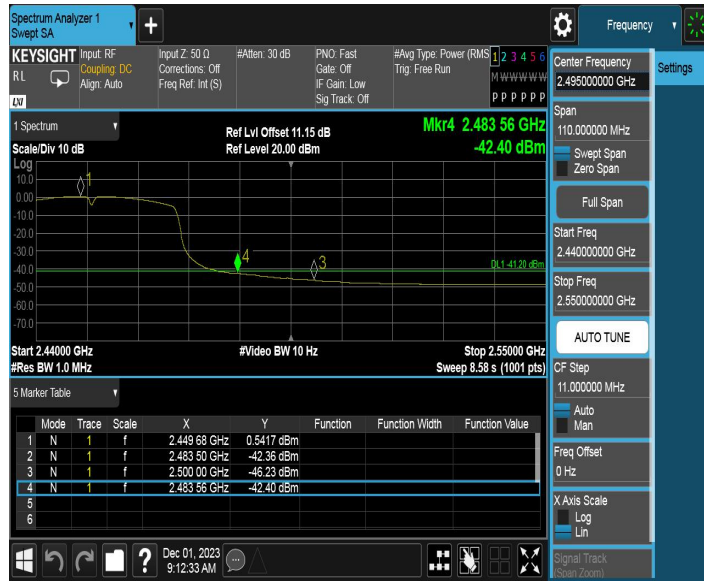 Spectrum Analyzer 1
Swept SA
Frequency
KEYSIGHT
RL
LXI
Input: RF
Coupling: DC
Align: Auto
Input Z: 50 Ω
Corrections: Off
Freq Ref: Int (S)
#Atten: 30 dB
PNO: Fast
Gate: Off
IF Gain: Low
Sig Track: Off
#Avg Type: Power (RMS
Trig: Free Run
1 2 3 4 5 6
M W W W W W
P P P P P P
1 Spectrum
Scale/Div 10 dB
Ref Lvl Offset 11.15 dB
Ref Level 20.00 dBm
Mkr4 2.483 56 GHz
-42.40 dBm
Log
10.0
0.00
-10.0
-20.0
-30.0
-40.0
-50.0
-60.0
-70.0
1
4
3
DL1 -41.20 dBm
Start 2.44000 GHz
#Res BW 1.0 MHz
#Video BW 10 Hz
Stop 2.55000 GHz
Sweep 8.58 s (1001 pts)
5 Marker Table
Mode Trace Scale X Y Function Function Width Function Value
1 N 1 f 2.449 68 GHz 0.5417 dBm
2 N 1 f 2.483 50 GHz -42.36 dBm
3 N 1 f 2.500 00 GHz -46.23 dBm
4 N 1 f 2.483 56 GHz -42.40 dBm
5
6
?
Dec 01, 2023
9:12:33 AM
Center Frequency
2.495000000 GHz
Settings
Span
110.000000 MHz
Swept Span
Zero Span
Full Span
Start Freq
2.440000000 GHz
Stop Freq
2.550000000 GHz
AUTO TUNE
CF Step
11.000000 MHz
Auto
Man
Freq Offset
0 Hz
X Axis Scale
Log
Lin
Signal Track
(Span Zoom)